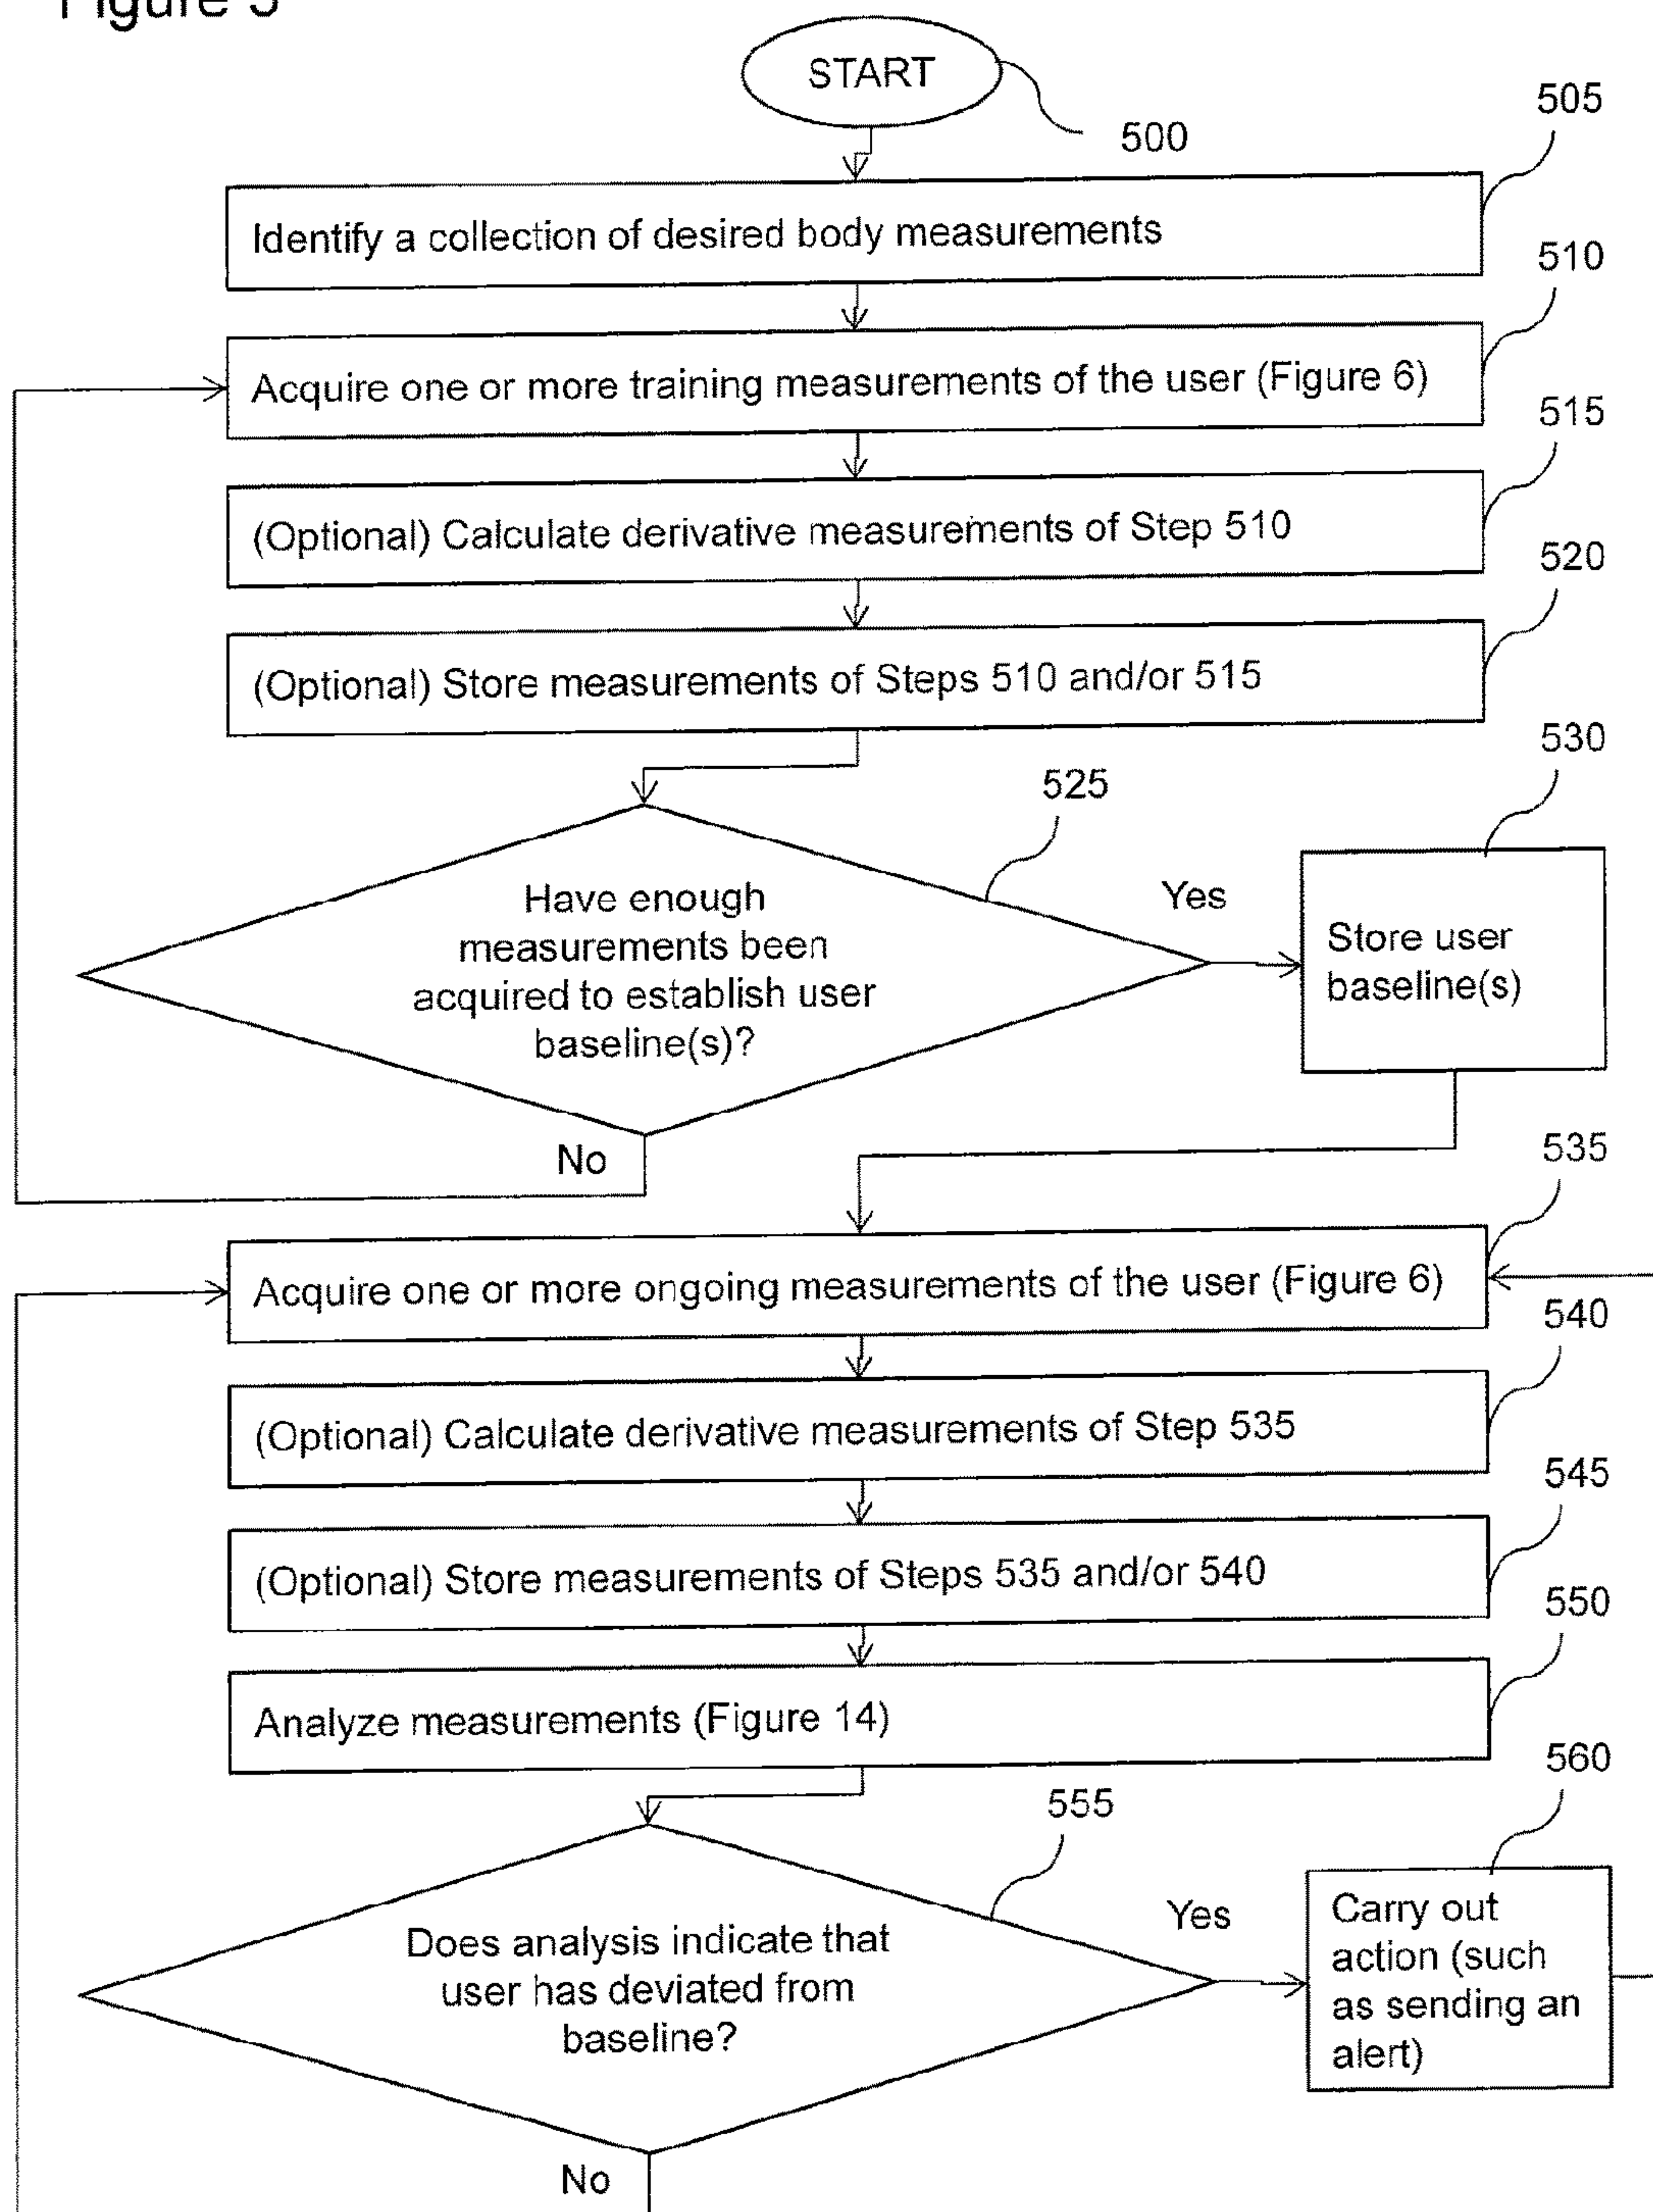 Figure 5
START
500
505
Identify a collection of desired body measurements
510
Acquire one or more training measurements of the user (Figure 6)
515
(Optional) Calculate derivative measurements of Step 510
520
(Optional) Store measurements of Steps 510 and/or 515
530
525
Have enough
measurements been
acquired to establish user
baseline(s)?
Yes
Store user
baseline(s)
No
535
Acquire one or more ongoing measurements of the user (Figure 6)
540
(Optional) Calculate derivative measurements of Step 535
545
(Optional) Store measurements of Steps 535 and/or 540
550
Analyze measurements (Figure 14)
560
555
Does analysis indicate that
user has deviated from
baseline?
Yes
Carry out
action (such
as sending an
alert)
No